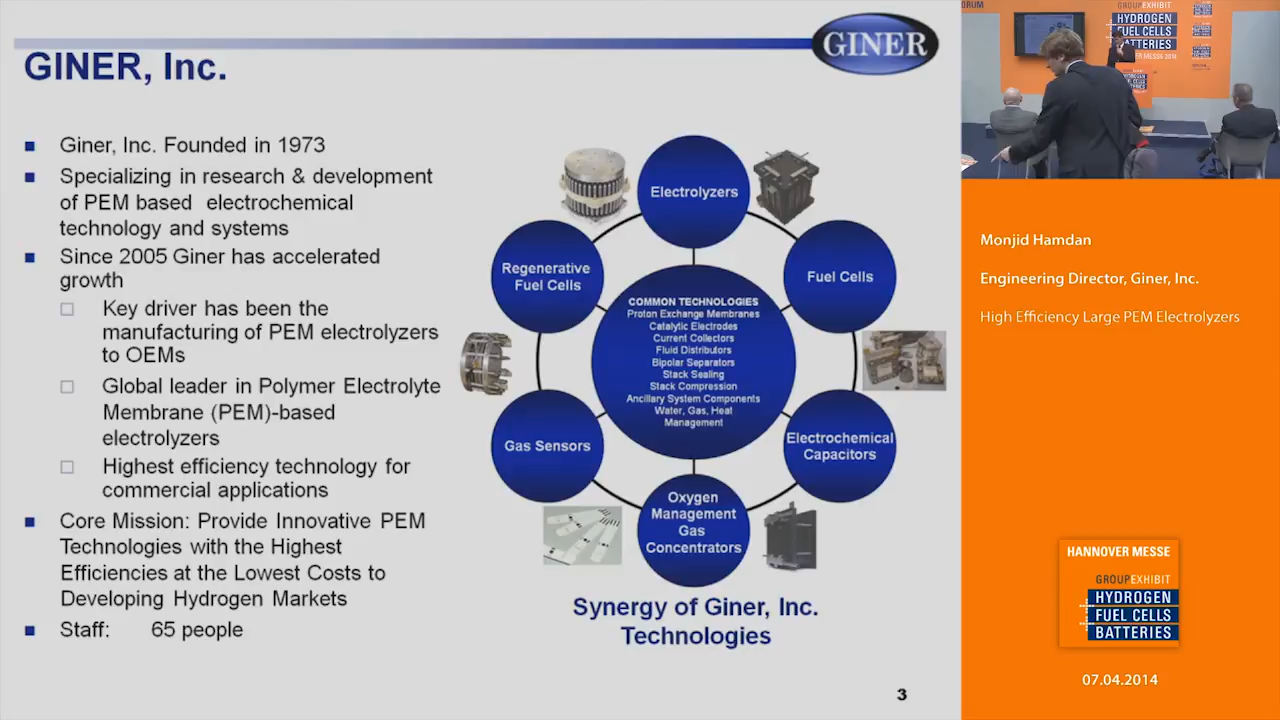 GINER, Inc.
GINER
Giner, Inc. Founded in 1973
Specializing in research & development
of PEM based electrochemical
technology and systems
Since 2005 Giner has accelerated
growth
Key driver has been the
manufacturing of PEM electrolyzers
to OEMs
Global leader in Polymer Electrolyte
Membrane (PEM)-based
electrolyzers
Highest efficiency technology for
commercial applications
Core Mission: Provide Innovative PEM
Technologies with the Highest
Efficiencies at the Lowest Costs to
Developing Hydrogen Markets
Staff: 65 people
Electrolyzers
Regenerative
Fuel Cells
Fuel Cells
COMMON TECHNOLOGIES
Proton Exchange Membranes
Catalytic Electrodes
Current Collectors
Fluid Distributors
Bipolar Separators
Stack Sealing
Stack Compression
Ancillary System Components
Water, Gas, Heat
Management
Gas Sensors
Electrochemical
Capacitors
Oxygen
Management
Gas
Concentrators
Synergy of Giner, Inc.
Technologies
3
ORUM
GROUPEXHIBIT
HYDROGEN
FUEL CELLS
BATTERIES
Monjid Hamdan
Engineering Director, Giner, Inc.
High Efficiency Large PEM Electrolyzers
HANNOVER MESSE
GROUPEXHIBIT
HYDROGEN
FUEL CELLS
BATTERIES
07.04.2014